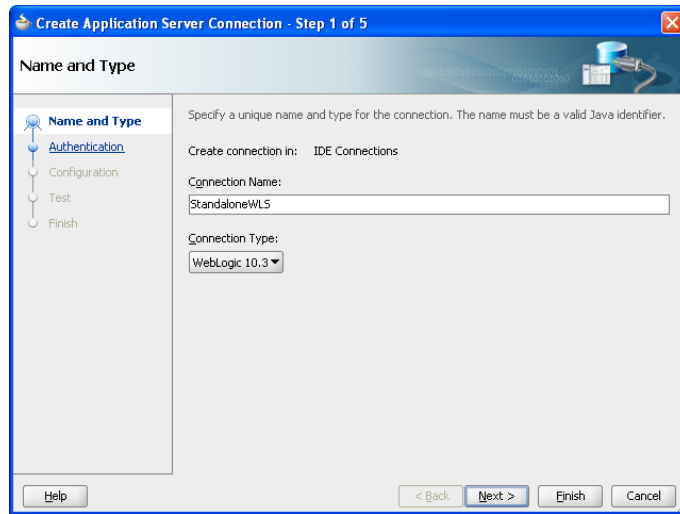 Create Application Server Connection - Step 1 of 5
Name and Type
Name and Type
Authentication
Configuration
Test
Finish
Specify a unique name and type for the connection. The name must be a valid Java identifier.
Create connection in: IDE Connections
Connection Name:
StandaloneWLS
Connection Type:
WebLogic 10.3
Help
< Back
Next >
Finish
Cancel